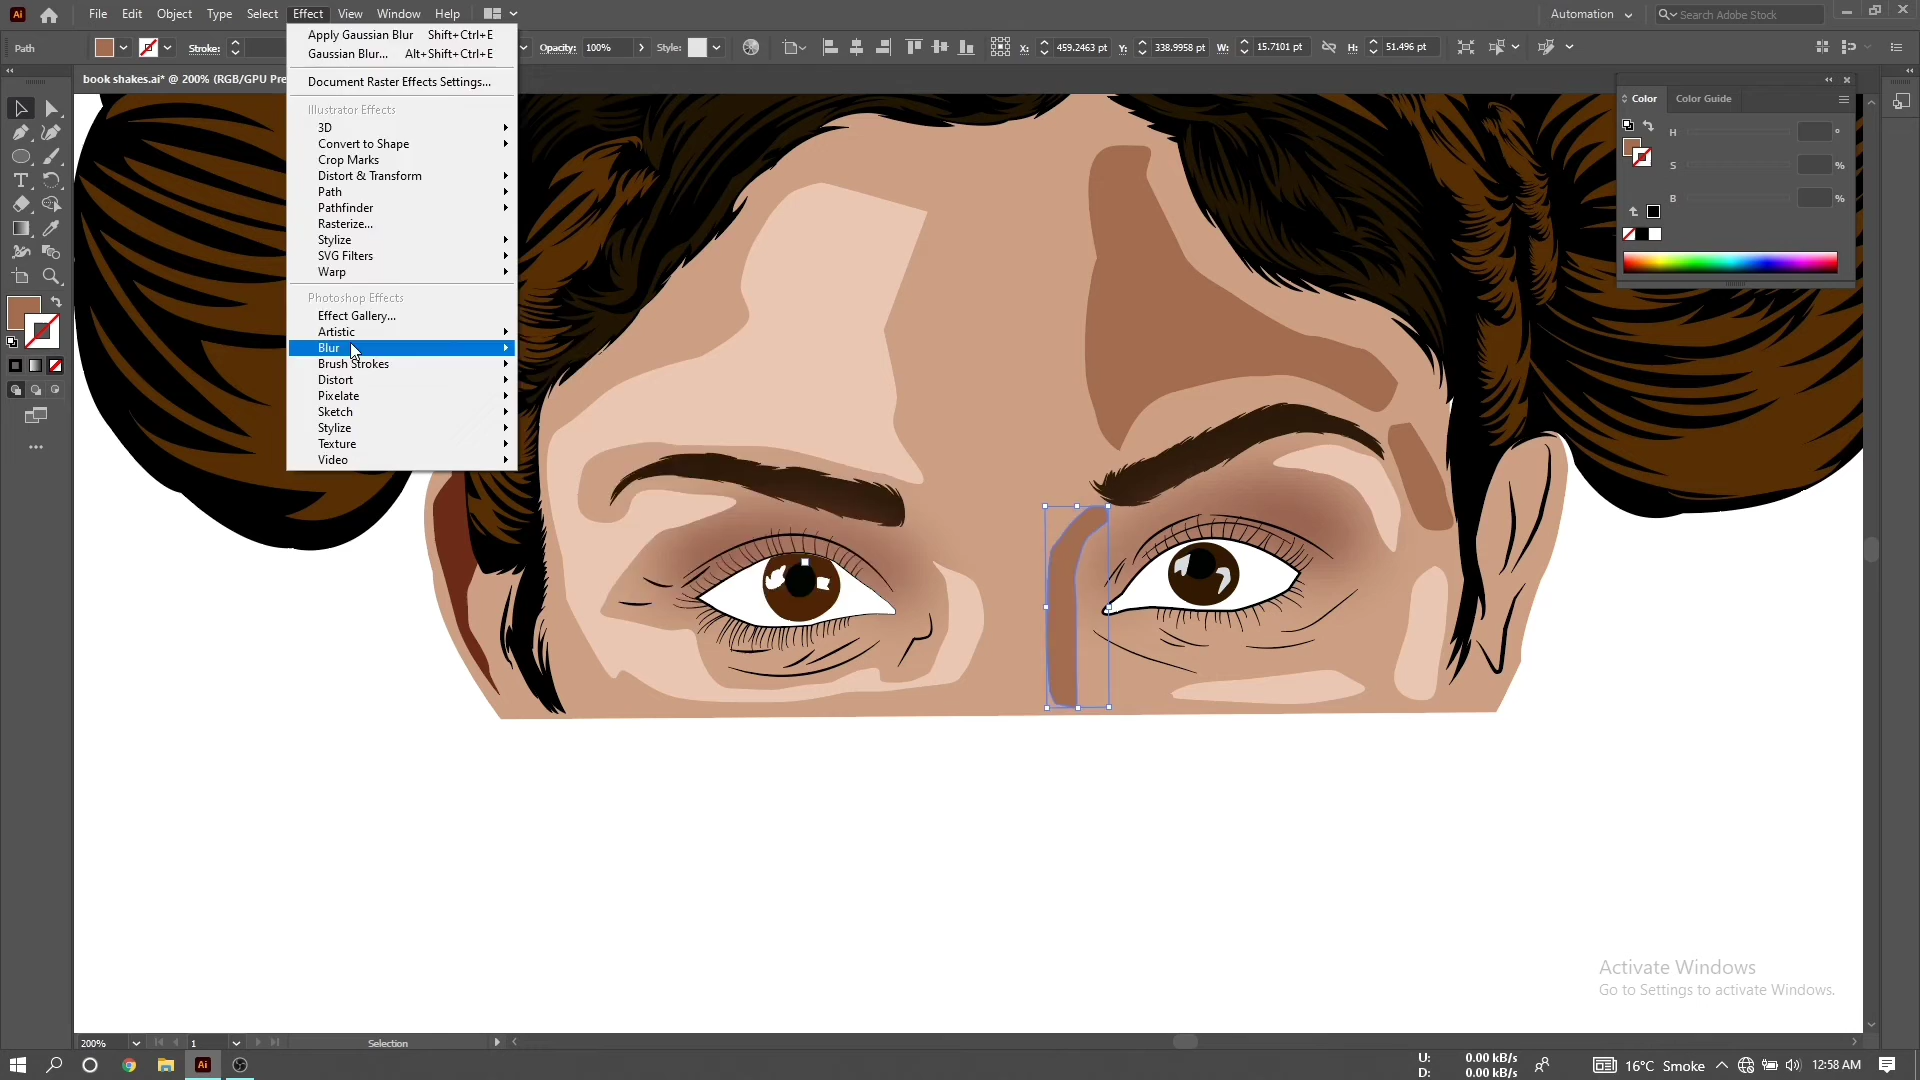 Ai File Edit Object Type Select Effect View Window Help Automation Search Adobe Stock
Path Stroke: Opacity: 100% Style: X: 459.2463 pt Y: 338.9958 pt W: 15.7101 pt H: 51.496 pt
book shakes.ai* @ 200% (RGB/GPU Pre
Apply Gaussian Blur Shift+Ctrl+E
Gaussian Blur... Alt+Shift+Ctrl+E
Document Raster Effects Settings...
Illustrator Effects
3D
Convert to Shape
Crop Marks
Distort & Transform
Path
Pathfinder
Rasterize...
Stylize
SVG Filters
Warp
Photoshop Effects
Effect Gallery...
Artistic
Blur
Brush Strokes
Distort
Pixelate
Sketch
Stylize
Texture
Video
Color Color Guide
H °
S %
B %
Activate Windows
Go to Settings to activate Windows.
200% 1 Selection
Ai U: 0.00 kB/s
D: 0.00 kB/s
16°C Smoke 12:58 AM